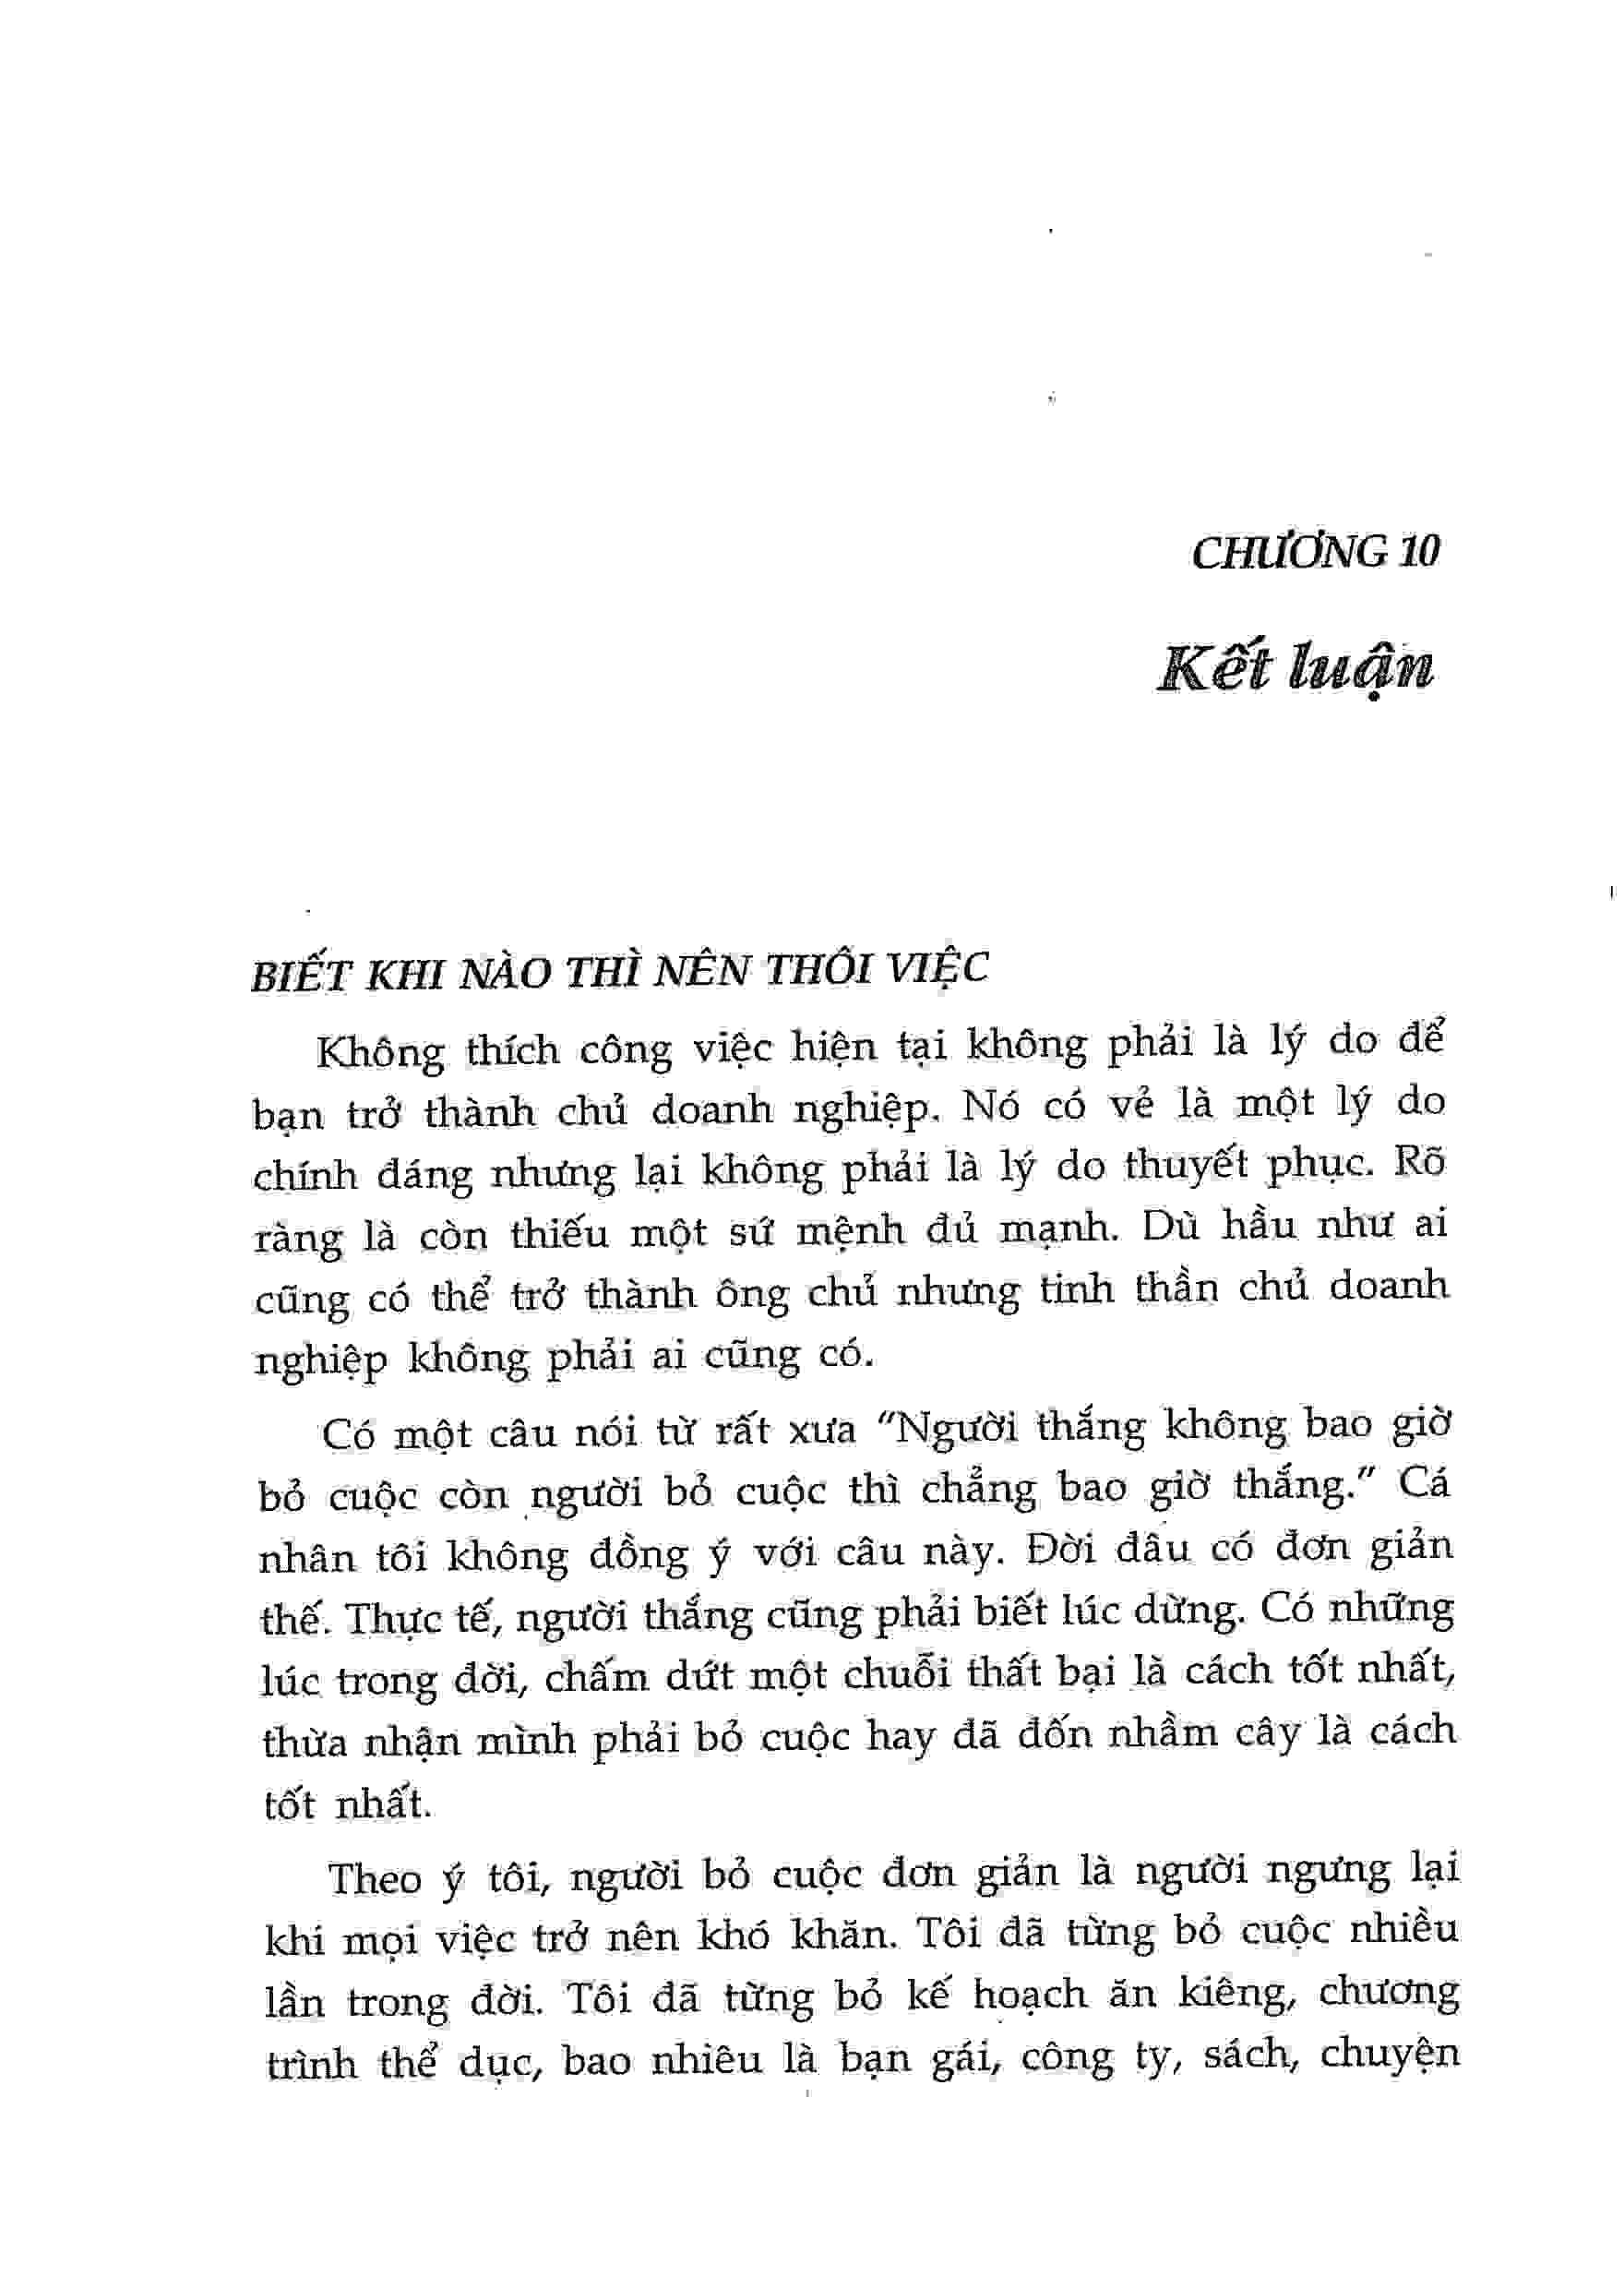 CHƯƠNG 10
Kết luận
BIẾT KHI NÀO THÌ NÊN THÔI VIỆC
Không thích công việc hiện tại không phải là lý do để
bạn trở thành chủ doanh nghiệp. Nó có vẻ là một lý do
chính đáng nhưng lại không phải là lý do thuyết phục. Rõ
ràng là còn thiếu một sứ mệnh đủ mạnh. Dù hầu như ai
cũng có thể trở thành ông chủ nhưng tinh thần chủ doanh
nghiệp không phải ai cũng có.
Có một câu nói từ rất xưa "Người thắng không bao giờ
bỏ cuộc còn người bỏ cuộc thì chẳng bao giờ thắng." Cá
nhân tôi không đồng ý với câu này. Đời đâu có đơn giản
thế. Thực tế, người thắng cũng phải biết lúc dừng. Có những
lúc trong đời, chấm dứt một chuỗi thất bại là cách tốt nhất,
thừa nhận mình phải bỏ cuộc hay đã đốn nhầm cây là cách
tốt nhất.
Theo ý tôi, người bỏ cuộc đơn giản là người ngưng lại
khi mọi việc trở nên khó khăn. Tôi đã từng bỏ cuộc nhiều
lần trong đời. Tôi đã từng bỏ kế hoạch ăn kiêng, chương
trình thể dục, bao nhiêu là bạn gái, công ty, sách, chuyện